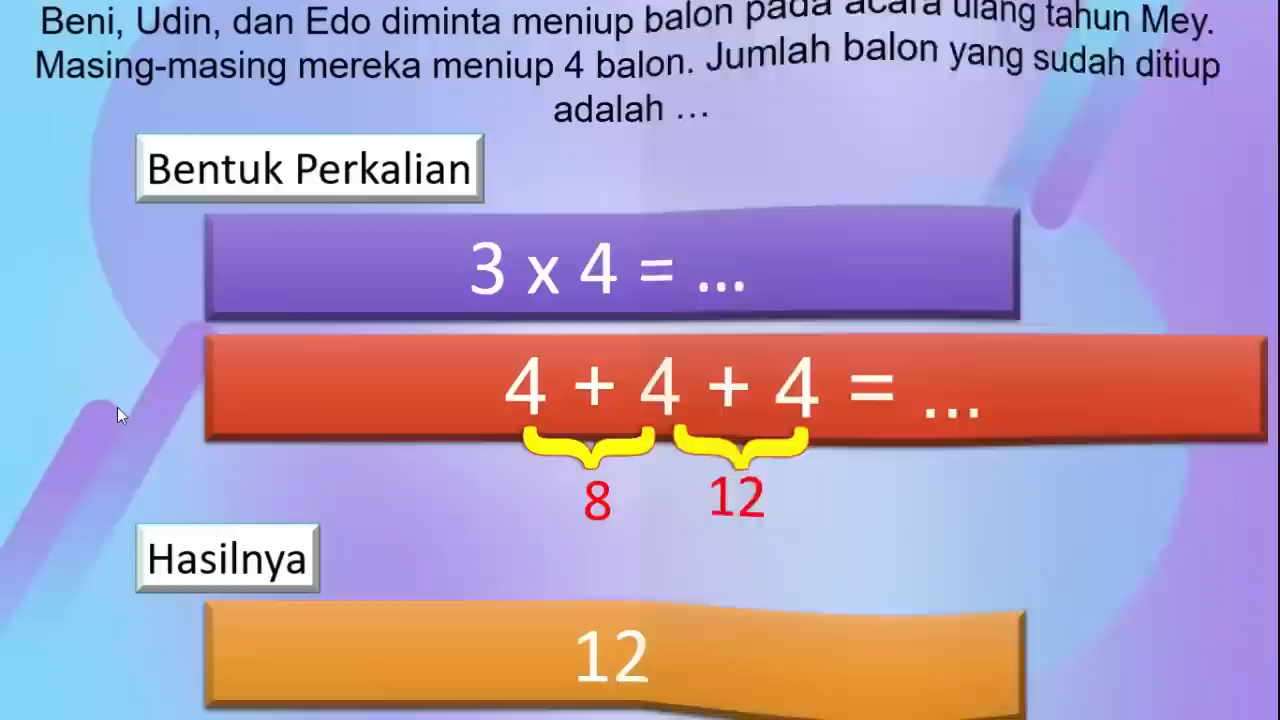 Beni, Udin, dan Edo diminta meniup balon pada acara ulang tahun Mey.
Masing-masing mereka meniup 4 balon. Jumlah balon yang sudah ditiup
adalah ...
Bentuk Perkalian
3 x 4 = ...
4 + 4 + 4 = ...
8 12
Hasilnya
12